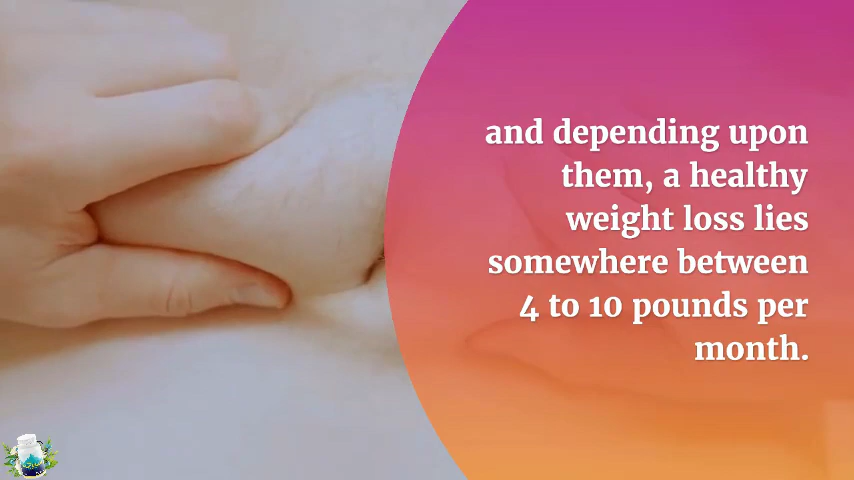 and depending upon
them, a healthy
weight loss lies
somewhere between
4 to 10 pounds per
month.